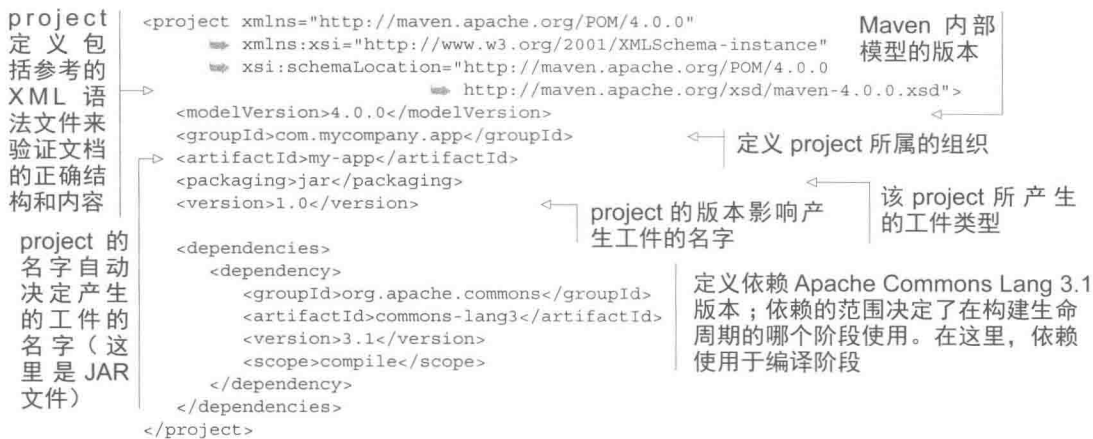 project
定义包
括参考的
XML 语
法文件来
验证文档
的正确结
构和内容
project 的
名字自动
决定产生
的工件的
名字（这
里是 JAR
文件）
<project xmlns="http://maven.apache.org/POM/4.0.0"
xmlns:xsi="http://www.w3.org/2001/XMLSchema-instance"
xsi:schemaLocation="http://maven.apache.org/POM/4.0.0
http://maven.apache.org/xsd/maven-4.0.0.xsd">
<modelVersion>4.0.0</modelVersion>
<groupId>com.mycompany.app</groupId>
<artifactId>my-app</artifactId>
<packaging>jar</packaging>
<version>1.0</version>
<dependencies>
<dependency>
<groupId>org.apache.commons</groupId>
<artifactId>commons-lang3</artifactId>
<version>3.1</version>
<scope>compile</scope>
</dependency>
</dependencies>
</project>
Maven 内部
模型的版本
定义 project 所属的组织
该 project 所产生
的工件类型
project 的版本影响产
生工件的名字
定义依赖 Apache Commons Lang 3.1
版本；依赖的范围决定了在构建生命
周期的哪个阶段使用。在这里，依赖
使用于编译阶段